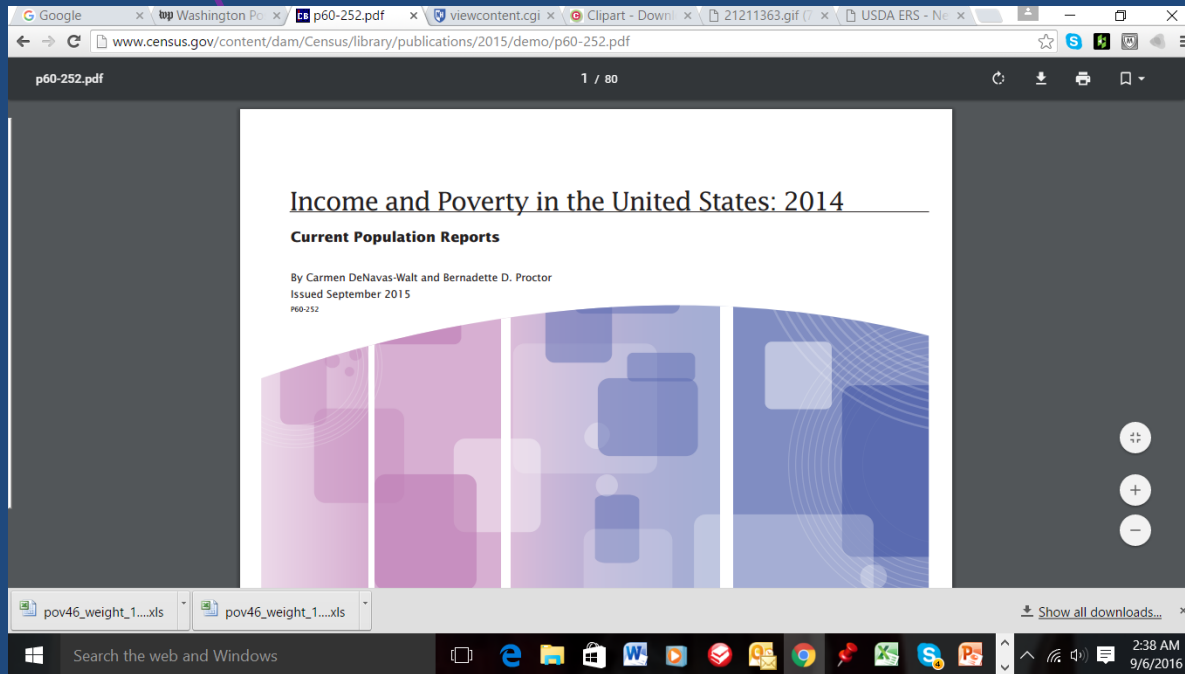 Google
Washington Po
p60-252.pdf
viewcontent.cgi
Clipart - Downl
21211363.gif (7
USDA ERS - Ne
www.census.gov/content/dam/Census/library/publications/2015/demo/p60-252.pdf
p60-252.pdf
1 / 80
Income and Poverty in the United States: 2014
Current Population Reports
By Carmen DeNavas-Walt and Bernadette D. Proctor
Issued September 2015
P60-252
pov46_weight_1....xls
pov46_weight_1....xls
Show all downloads...
Search the web and Windows
2:38 AM
9/6/2016